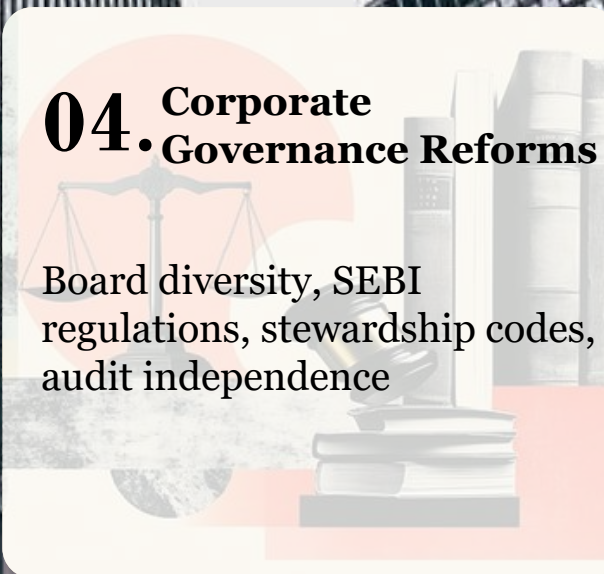 04. Corporate
Governance Reforms
Board diversity, SEBI
regulations, stewardship codes,
audit independence